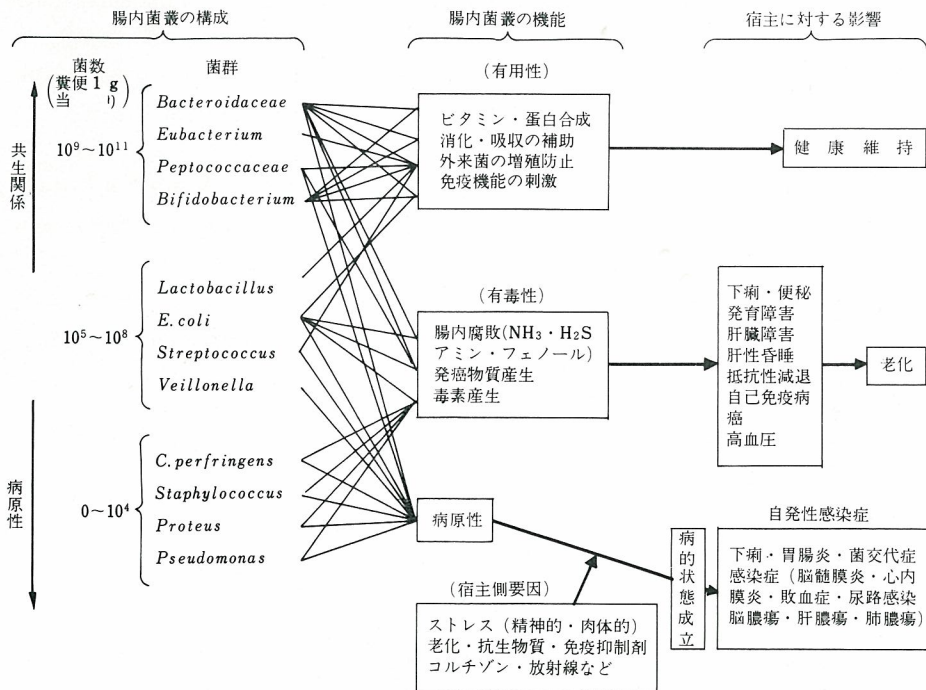 腸内菌叢の構成
腸内菌叢の機能
宿主に対する影響
菌数
(糞便1g
当り)
菌群
共生関係
病原性
10⁹～10¹¹
Bacteroidaceae
Eubacterium
Peptococcaceae
Bifidobacterium
10⁵～10⁸
Lactobacillus
E.coli
Streptococcus
Veillonella
0～10⁴
C.perfringens
Staphylococcus
Proteus
Pseudomonas
(有用性)
ビタミン・蛋白合成
消化・吸収の補助
外来菌の増殖防止
免疫機能の刺激
健康維持
(有毒性)
腸内腐敗(NH₃・H₂S
アミン・フェノール)
発癌物質産生
毒素産生
下痢・便秘
発育障害
肝臓障害
肝性昏睡
抵抗性減退
自己免疫病
癌
高血圧
老化
病原性
(宿主側要因)
ストレス(精神的・肉体的)
老化・抗生物質・免疫抑制剤
コルチゾン・放射線など
病的状態成立
自発性感染症
下痢・胃腸炎・菌交代症
感染症(脳髄膜炎・心内
膜炎・敗血症・尿路感染
脳膿瘍・肝膿瘍・肺膿瘍)